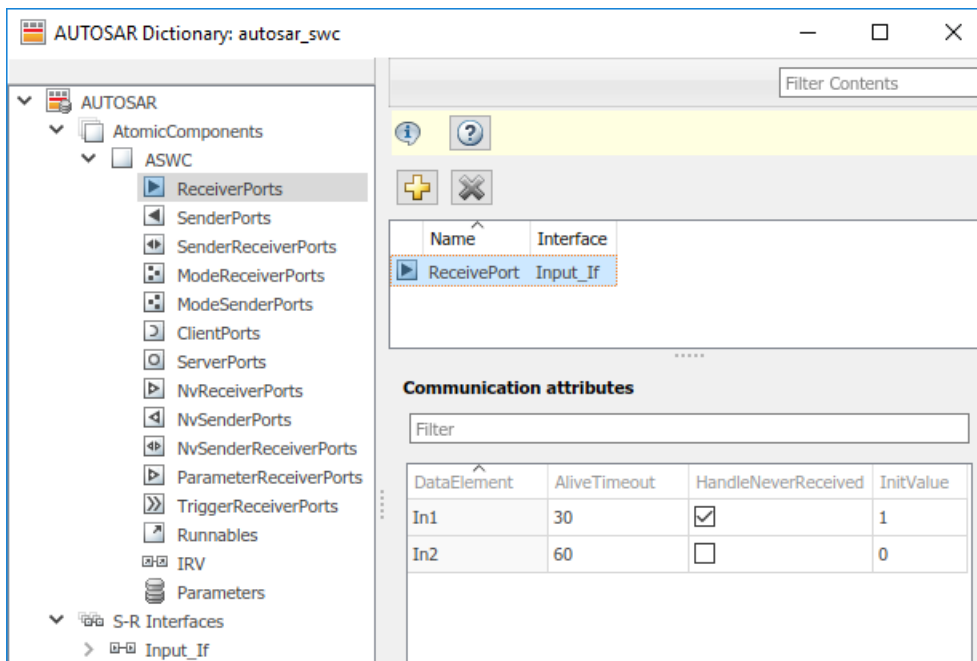 AUTOSAR Dictionary: autosar_swc
Filter Contents
AUTOSAR
AtomicComponents
ASWC
ReceiverPorts
SenderPorts
SenderReceiverPorts
ModeReceiverPorts
ModeSenderPorts
ClientPorts
ServerPorts
NvReceiverPorts
NvSenderPorts
NvSenderReceiverPorts
ParameterReceiverPorts
TriggerReceiverPorts
Runnables
IRV
Parameters
S-R Interfaces
Input_If
Name Interface
ReceivePort Input_If
Communication attributes
Filter
DataElement AliveTimeout HandleNeverReceived InitValue
In1 30 1
In2 60 0